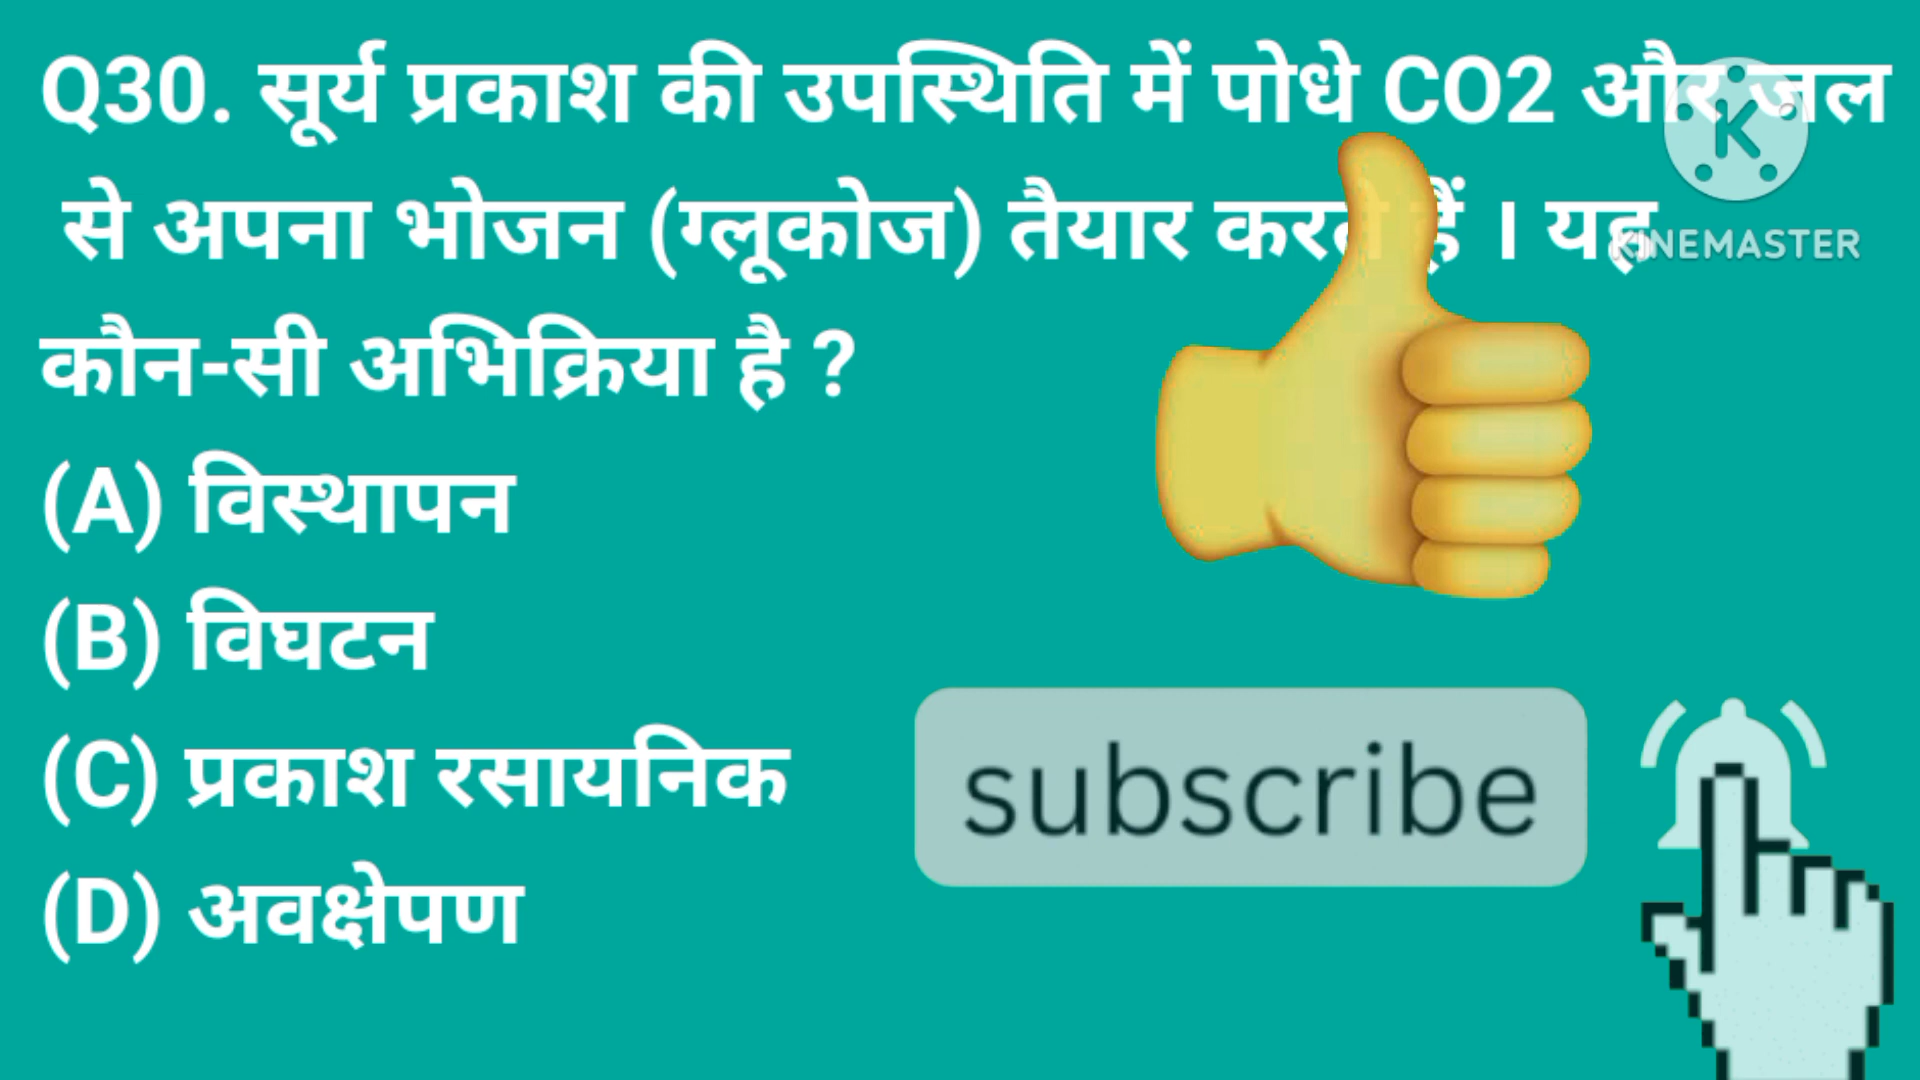 Q30. सूर्य प्रकाश की उपस्थिति में पोधे CO2 और जल
से अपना भोजन (ग्लूकोज) तैयार करते हैं । यह
कौन-सी अभिक्रिया है ?
(A) विस्थापन
(B) विघटन
(C) प्रकाश रसायनिक
(D) अवक्षेपण
K
KINEMASTER
subscribe